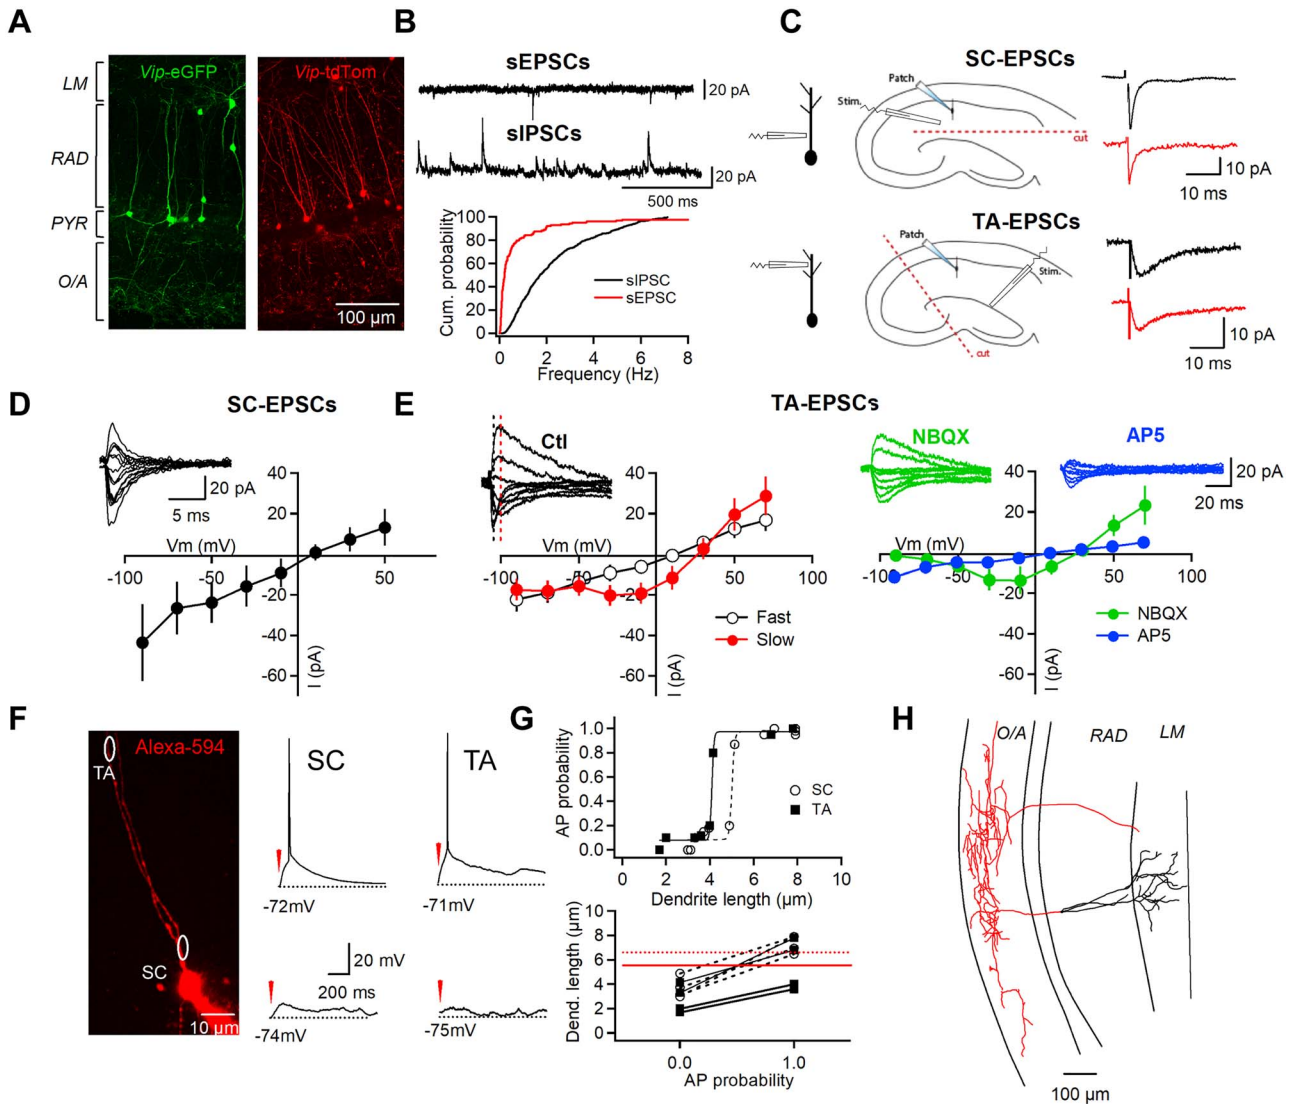 A
Vip-eGFP
Vip-tdTom
LM
RAD
PYR
O/A
100 µm
B
sEPSCs
20 pA
sIPSCs
20 pA
500 ms
Cum. probability
100
80
60
40
20
0
sIPSC
sEPSC
0 2 4 6 8
Frequency (Hz)
C
SC-EPSCs
Patch
Stim.
cut
10 pA
10 ms
TA-EPSCs
Patch
Stim.
cut
10 pA
10 ms
D
SC-EPSCs
20 pA
5 ms
40
20
Vm (mV)
-100 -50 50
-20
-40
-60
I (pA)
E
TA-EPSCs
Ctl
40
20
Vm (mV)
-100 -50 50 100
-20
-40
-60
I (pA)
Fast
Slow
NBQX
AP5
20 pA
20 ms
40
20
Vm (mV)
-100 -50 50 100
-20
-40
-60
I (pA)
NBQX
AP5
F
Alexa-594
TA
SC
10 µm
SC
TA
-72mV
-71mV
20 mV
200 ms
-74mV
-75mV
G
AP probability
1.0
0.8
0.6
0.4
0.2
0.0
SC
TA
0 2 4 6 8 10
Dendrite length (µm)
Dend. length (µm)
10
8
6
4
2
0
0.0 1.0
AP probability
H
O/A
RAD
LM
100 µm